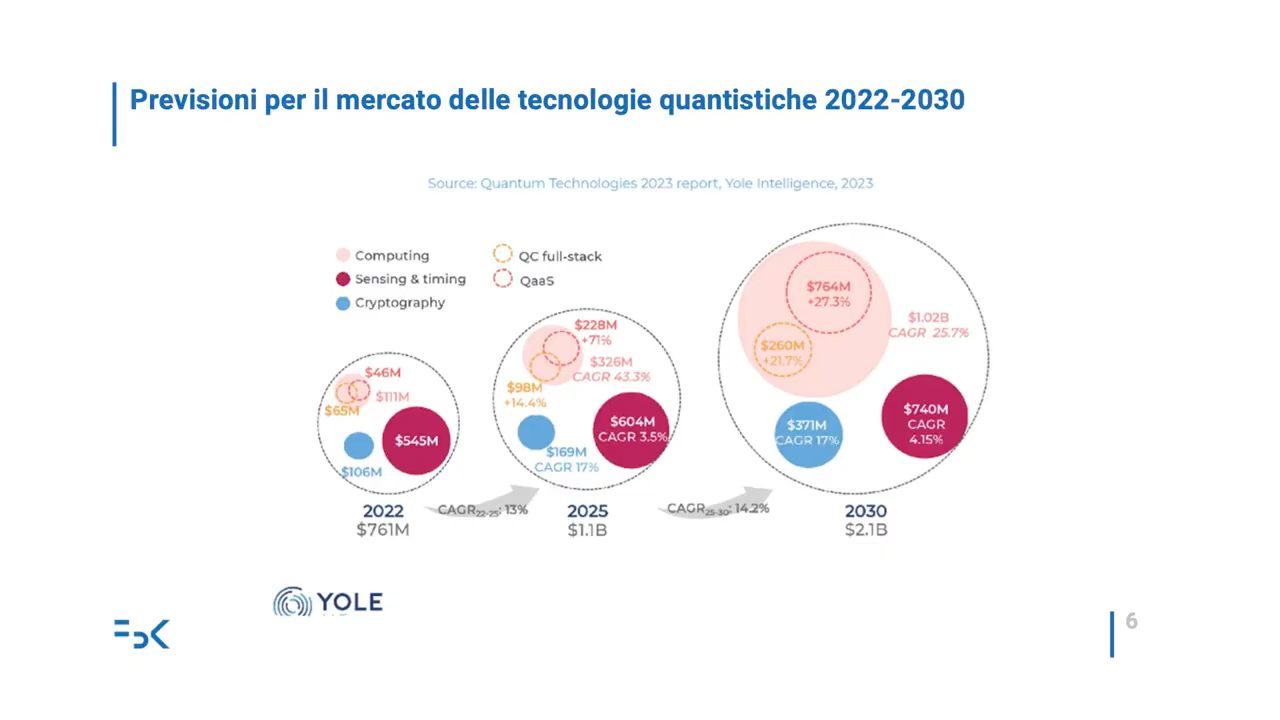 Previsioni per il mercato delle tecnologie quantistiche 2022-2030
Source: Quantum Technologies 2023 report, Yole Intelligence, 2023
Computing
Sensing & timing
Cryptography
QC full-stack
QaaS
$46M
$111M
$65M
$545M
$106M
2022
$761M
CAGR22-25: 13%
$228M
+71%
$326M
CAGR 43.3%
$98M
+14.4%
$604M
CAGR 3.5%
$169M
CAGR 17%
2025
$1.1B
CAGR25-30: 14.2%
$764M
+27.3%
$1.02B
CAGR 25.7%
$260M
+21.7%
$371M
CAGR 17%
$740M
CAGR
4.15%
2030
$2.1B
YOLE
FBK
6